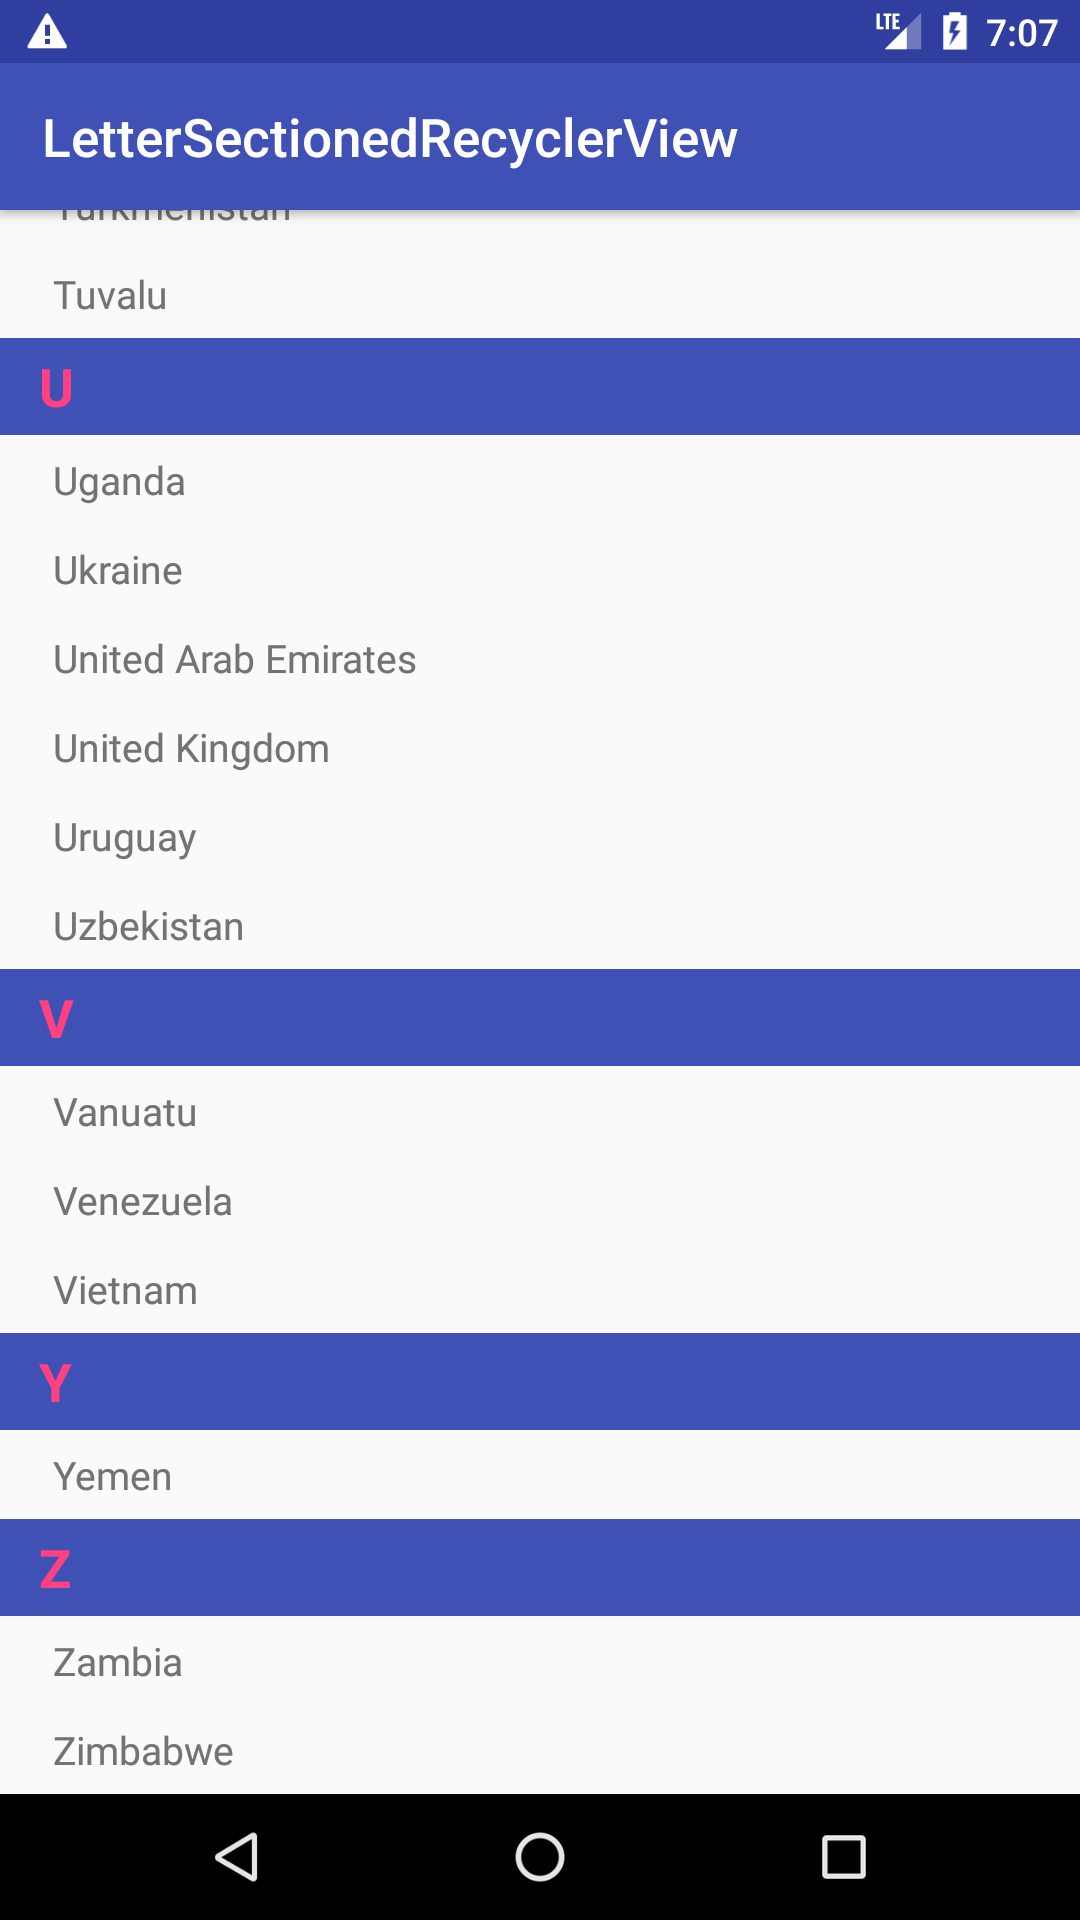 LTE 7:07
LetterSectionedRecyclerView
Turkmenistan
Tuvalu
U
Uganda
Ukraine
United Arab Emirates
United Kingdom
Uruguay
Uzbekistan
V
Vanuatu
Venezuela
Vietnam
Y
Yemen
Z
Zambia
Zimbabwe